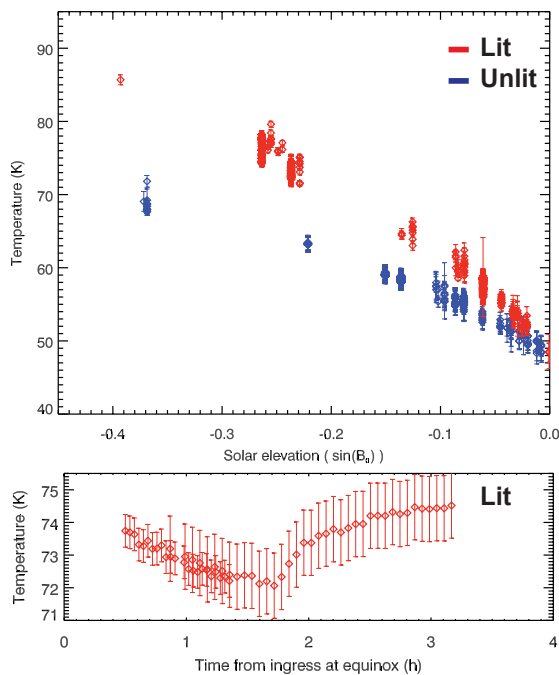 95
90
Lit
Unlit
80
70
60
50
40
Temperature (K)
-0.4 -0.3 -0.2 -0.1 0.0
Solar elevation ( sin(B
75
74
73
72
71
Temperature (K)
Lit
0 1 2 3 4
Time from ingress at equinox (h)